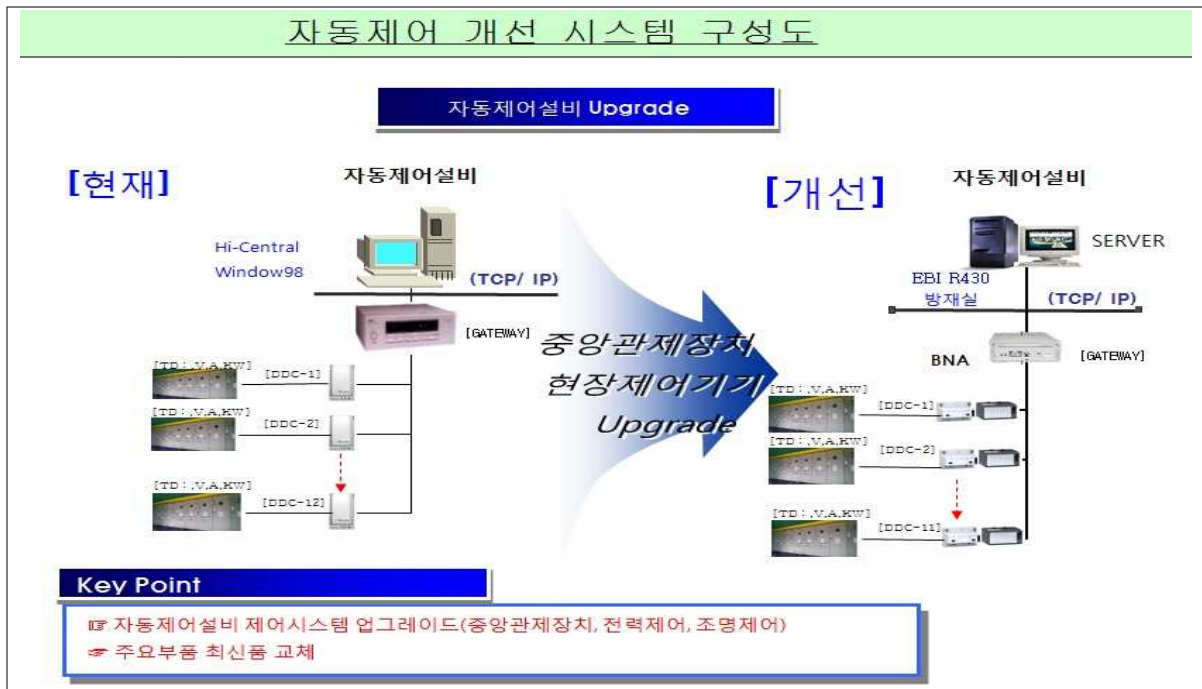 자동제어 개선 시스템 구성도
자동제어설비 Upgrade
[현재]
자동제어설비
Hi-Central
Window98
(TCP/ IP)
[GATEWAY]
[TD : ,V,A,KW]
[DDC-1]
[TD : ,V,A,KW]
[DDC-2]
[TD : ,V,A,KW]
[DDC-12]
중앙관제장처
현장제어기기
Upgrade
[개선]
자동제어설비
SERVER
EBI R430
방재실
(TCP/ IP)
BNA
[GATEWAY]
[TD : ,V,A,KW]
[DDC-1]
[TD : ,V,A,KW]
[DDC-2]
[TD : ,V,A,KW]
[DDC-11]
Key Point
☞ 자동제어설비 제어시스템 업그레이드(중앙관제장치, 전력제어, 조명제어)
☞ 주요부품 최신품 교체